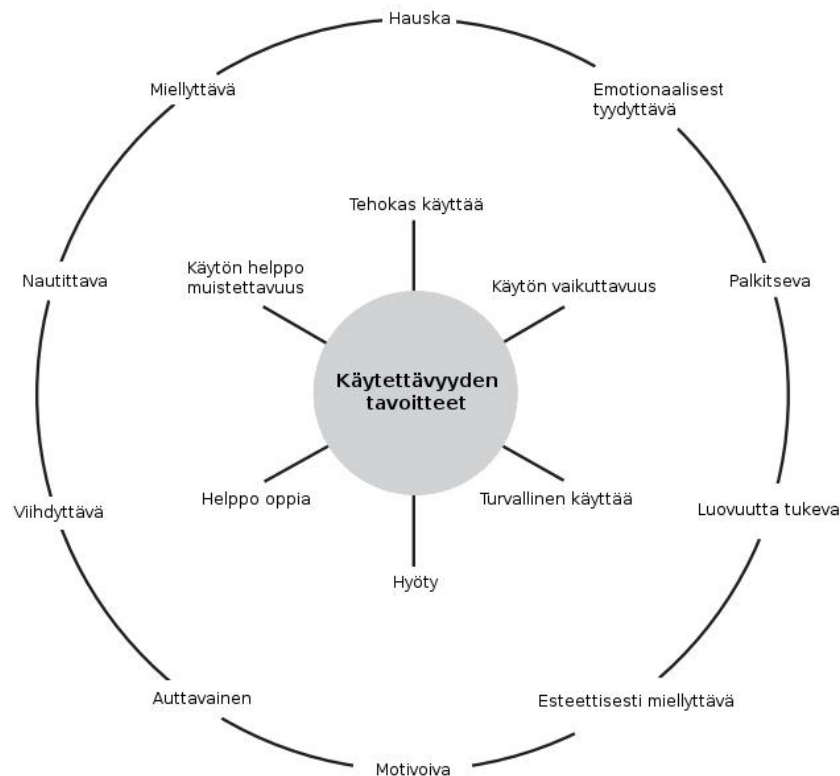 Hauska
Miellyttävä
Emotionaalisest
tyydyttävä
Tehokas käyttää
Käytön helppo
muistettavuus
Käytön vaikuttavuus
Nautittava
Palkitseva
Käytettävyyden
tavoitteet
Helppo oppia
Turvallinen käyttää
Viihdyttävä
Luovuutta tukeva
Hyöty
Auttavainen
Esteettisesti miellyttävä
Motivoiva